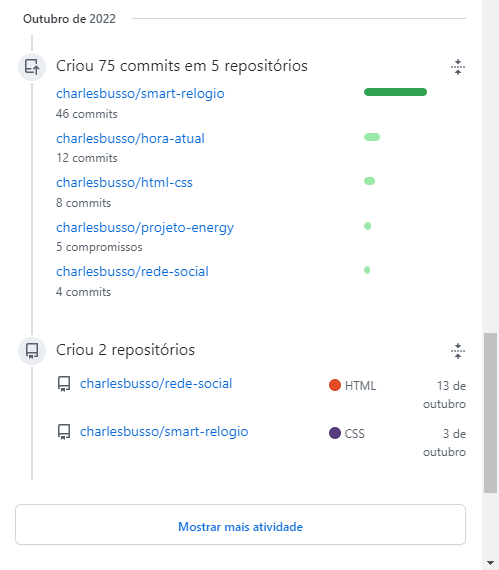 Outubro de 2022
Criou 75 commits em 5 repositórios
charlesbusso/smart-relogio
46 commits
charlesbusso/hora-atual
12 commits
charlesbusso/html-css
8 commits
charlesbusso/projeto-energy
5 compromissos
charlesbusso/rede-social
4 commits
Criou 2 repositórios
charlesbusso/rede-social HTML 13 de
outubro
charlesbusso/smart-relogio CSS 3 de
outubro
Mostrar mais atividade